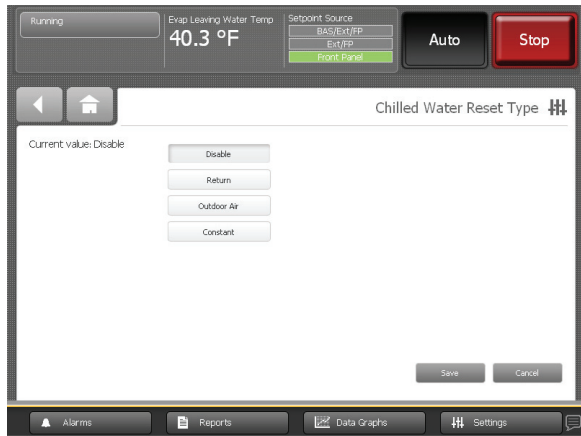 Running
Evap Leaving Water Temp
40.3 °F
Setpoint Source
BAS/Ext/FP
Ext/FP
Front Panel
Auto
Stop
Chilled Water Reset Type
Current value: Disable
Disable
Return
Outdoor Air
Constant
Save
Cancel
Alarms
Reports
Data Graphs
Settings